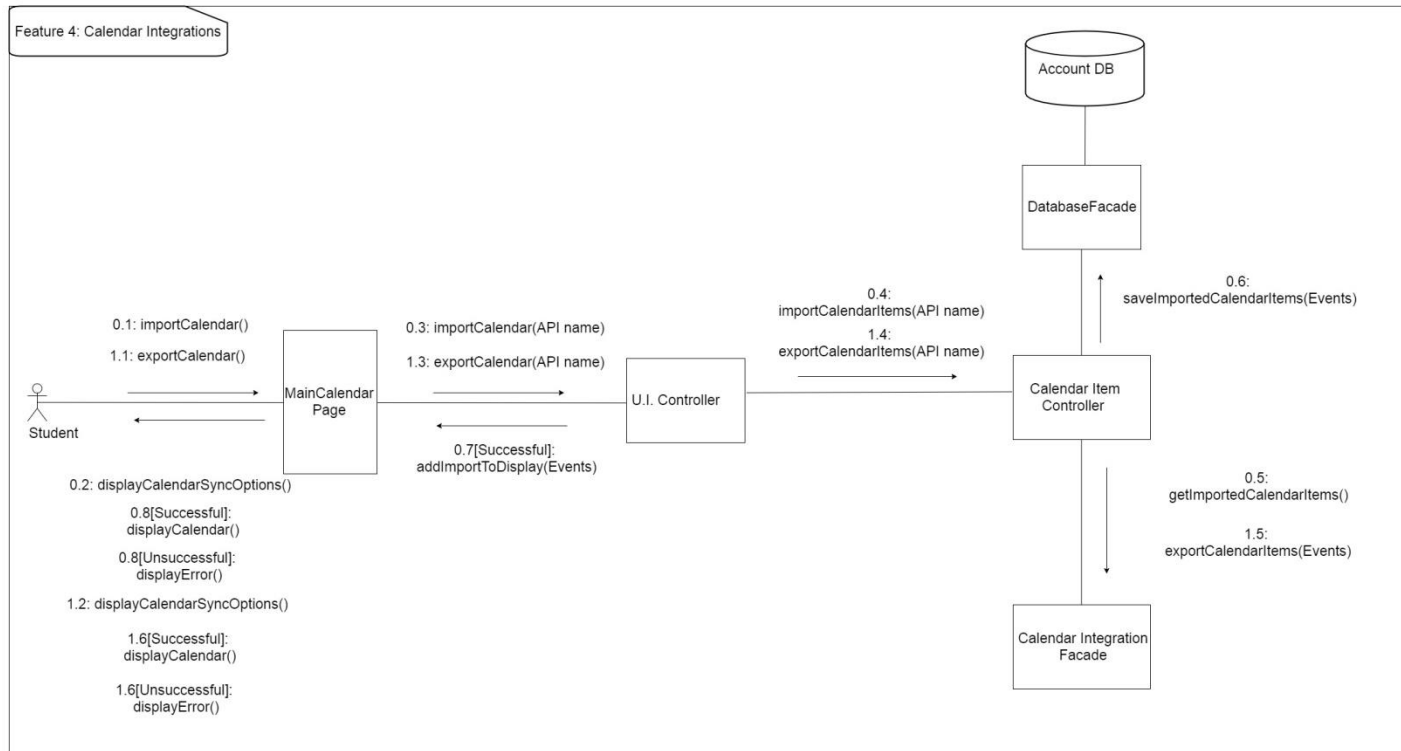 Feature 4: Calendar Integrations
Account DB
DatabaseFacade
0.6:
saveImportedCalendarItems(Events)
0.4:
importCalendarItems(API name)
1.4:
exportCalendarItems(API name)
0.1: importCalendar()
1.1: exportCalendar()
0.3: importCalendar(API name)
1.3: exportCalendar(API name)
Student
MainCalendar
Page
U.I. Controller
Calendar Item
Controller
0.7[Successful]:
addImportToDisplay(Events)
0.2: displayCalendarSyncOptions()
0.8[Successful]:
displayCalendar()
0.8[Unsuccessful]:
displayError()
1.2: displayCalendarSyncOptions()
1.6[Successful]:
displayCalendar()
1.6[Unsuccessful]:
displayError()
0.5:
getImportedCalendarItems()
1.5:
exportCalendarItems(Events)
Calendar Integration
Facade